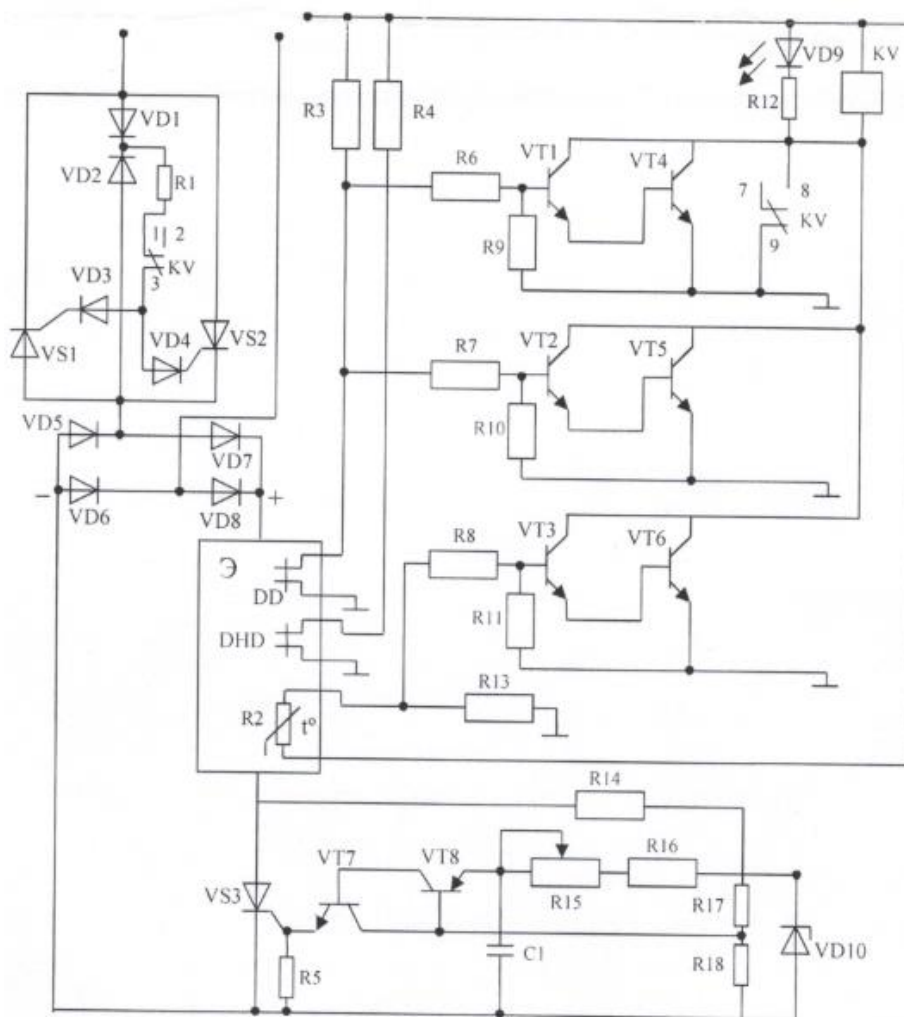 VD9
KV
R12
VD1
R3
R4
VD2
R1
R6
VT1
VT4
7
8
1
2
KV
KV
R9
9
3
VD3
VD4
VS2
VS1
VT2
VT5
R7
VD5
R10
VD7
−
+
VD6
VD8
VT3
VT6
R8
Э
DD
R11
DHD
R13
R2
t°
R14
VT7
VT8
R16
VS3
R15
R17
R5
C1
R18
VD10